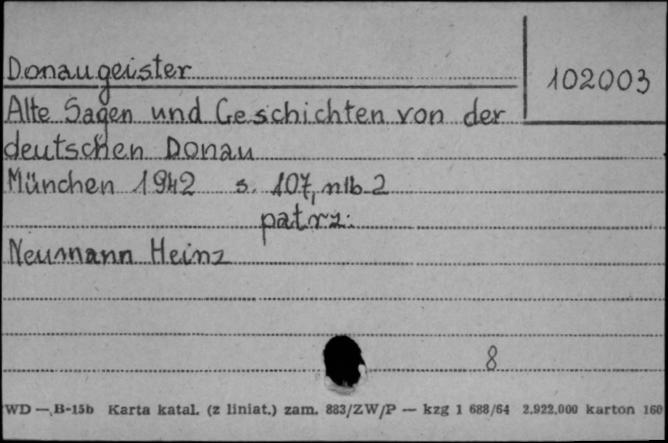 Donaugeister
102003
Alte Sagen und Geschichten von der
deutschen Donau
München 1942 s. 107, nlb. 2
patrz:
Neumann Heinz
8
WD — B-15b Karta katal. (z liniat.) zam. 883/ZW/P — kzg 1 688/64 2.922.000 karton 160